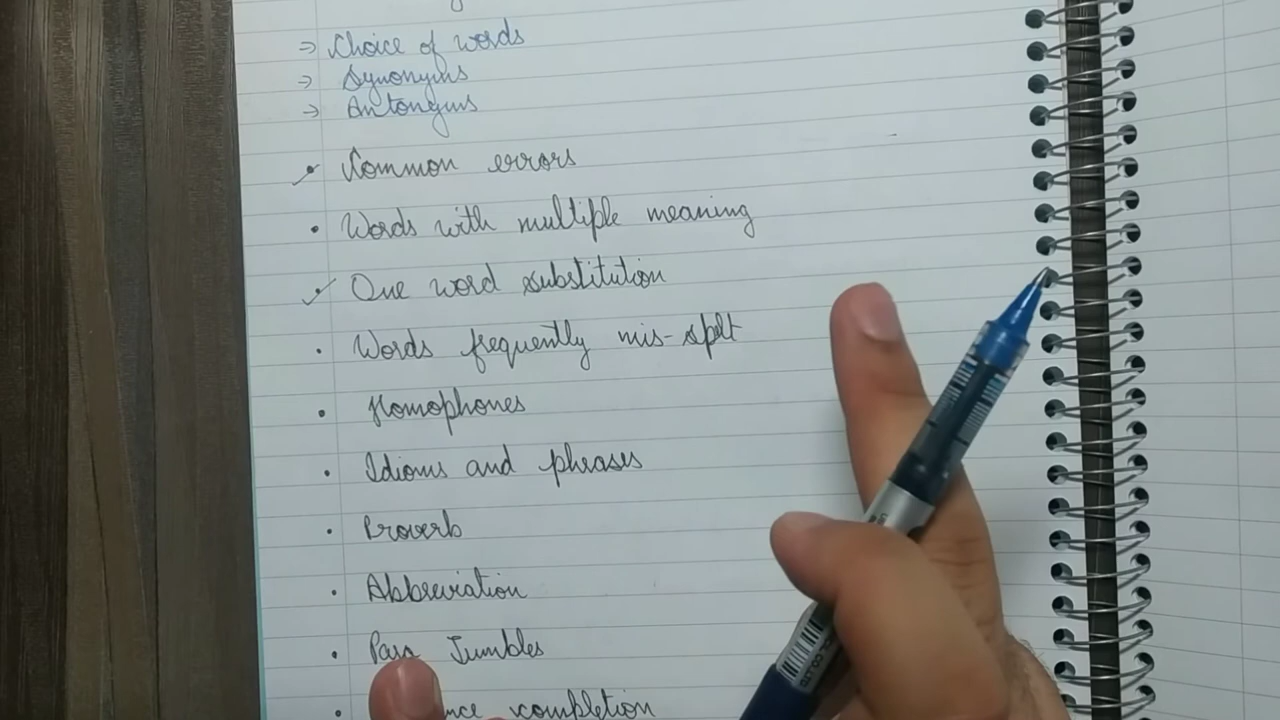 → Choice of words
→ Synonyms
→ Antonyms
✓ Common errors
• Words with multiple meaning
✓ One word substitution
• Words frequently mis-spelt
• Homophones
• Idioms and phrases
• Proverb
• Abbreviation
• Para Jumbles
• completion